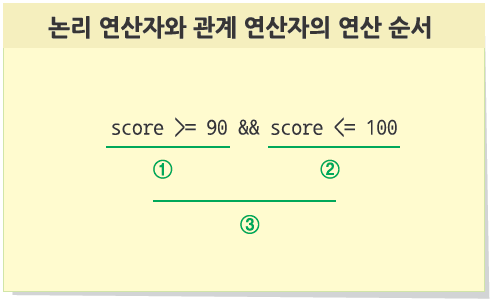 논리 연산자와 관계 연산자의 연산 순서
score >= 90 && score <= 100
① ②
③